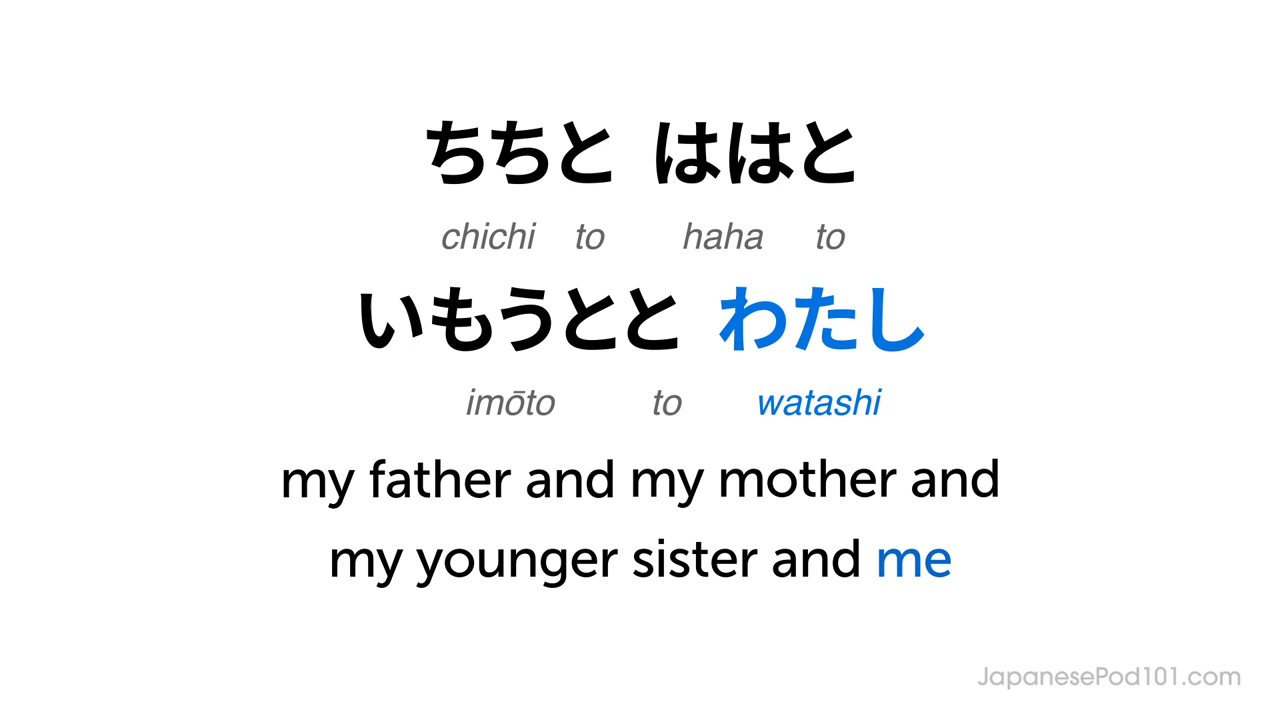 ちちと ははと
chichi to haha to
いもうとと わたし
imōto to watashi
my father and my mother and
my younger sister and me
JapanesePod101.com